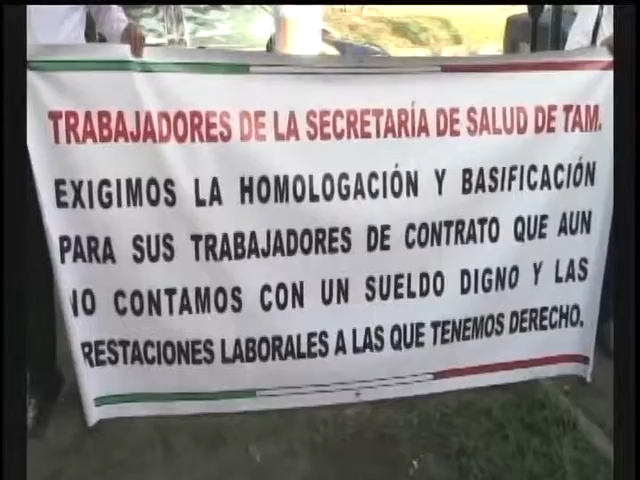 TRABAJADORES DE LA SECRETARÍA DE SALUD DE TAM.
EXIGIMOS LA HOMOLOGACIÓN Y BASIFICACIÓN
PARA SUS TRABAJADORES DE CONTRATO QUE AUN
NO CONTAMOS CON UN SUELDO DIGNO Y LAS
RESTACIONES LABORALES A LAS QUE TENEMOS DERECHO.